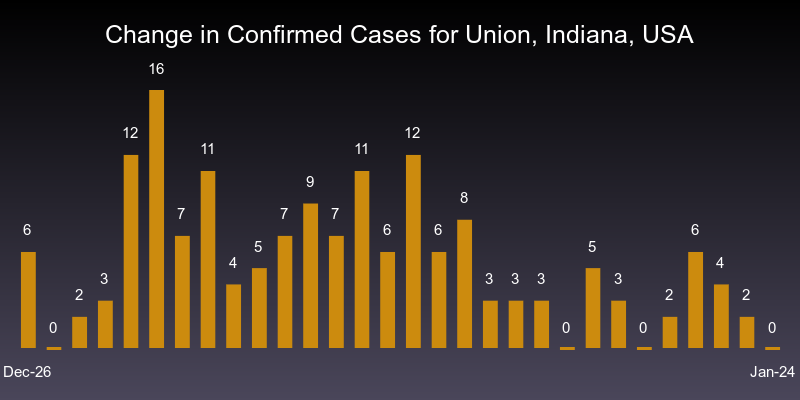 Change in Confirmed Cases for Union, Indiana, USA
6 0 2 3 12 16 7 11 4 5 7 9 7 11 6 12 6 8 3 3 3 0 5 3 0 2 6 4 2 0
Dec-26 Jan-24